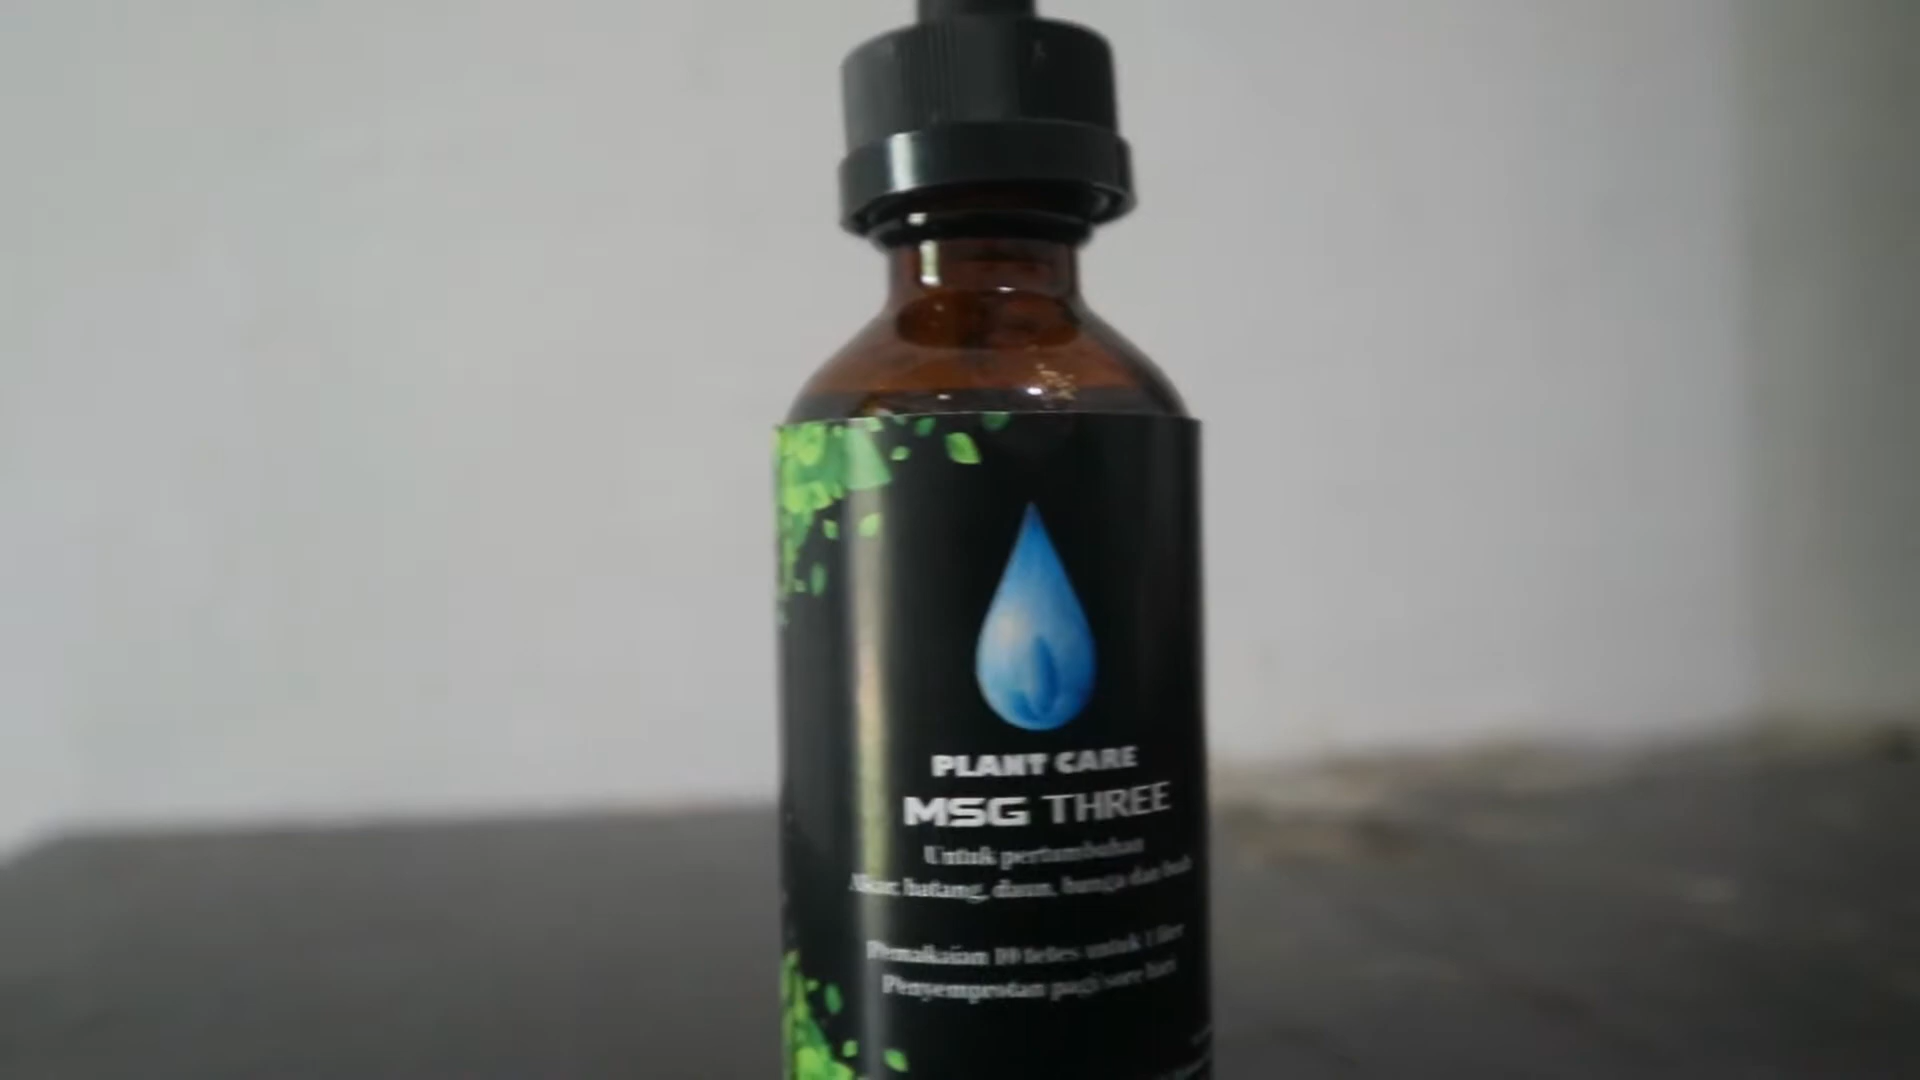 PLANT CARE
MSG THREE
Untuk pertumbuhan
Akar, batang, daun, bunga dan buah
Pemakaian 10 tetes untuk 1 liter
Penyemprotan pagi/sore hari